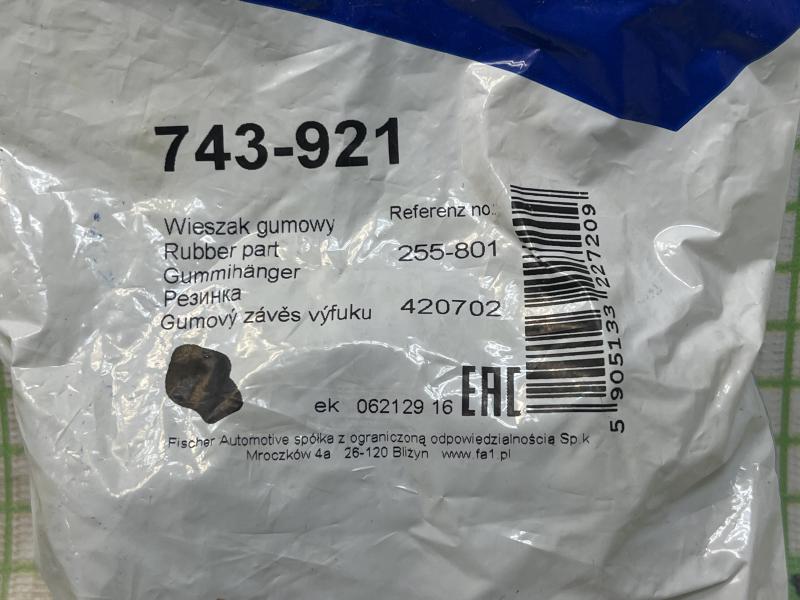 743-921
Wieszak gumowy
Rubber part
Gummihänger
Резинка
Gumový závěs výfuku
Referenz no.:
255-801
420702
5 905133 227209
ek 062129 16 EAC
Fischer Automotive spółka z ograniczoną odpowiedzialnością Sp.k
Mroczków 4a 26-120 Bliżyn www.fa1.pl